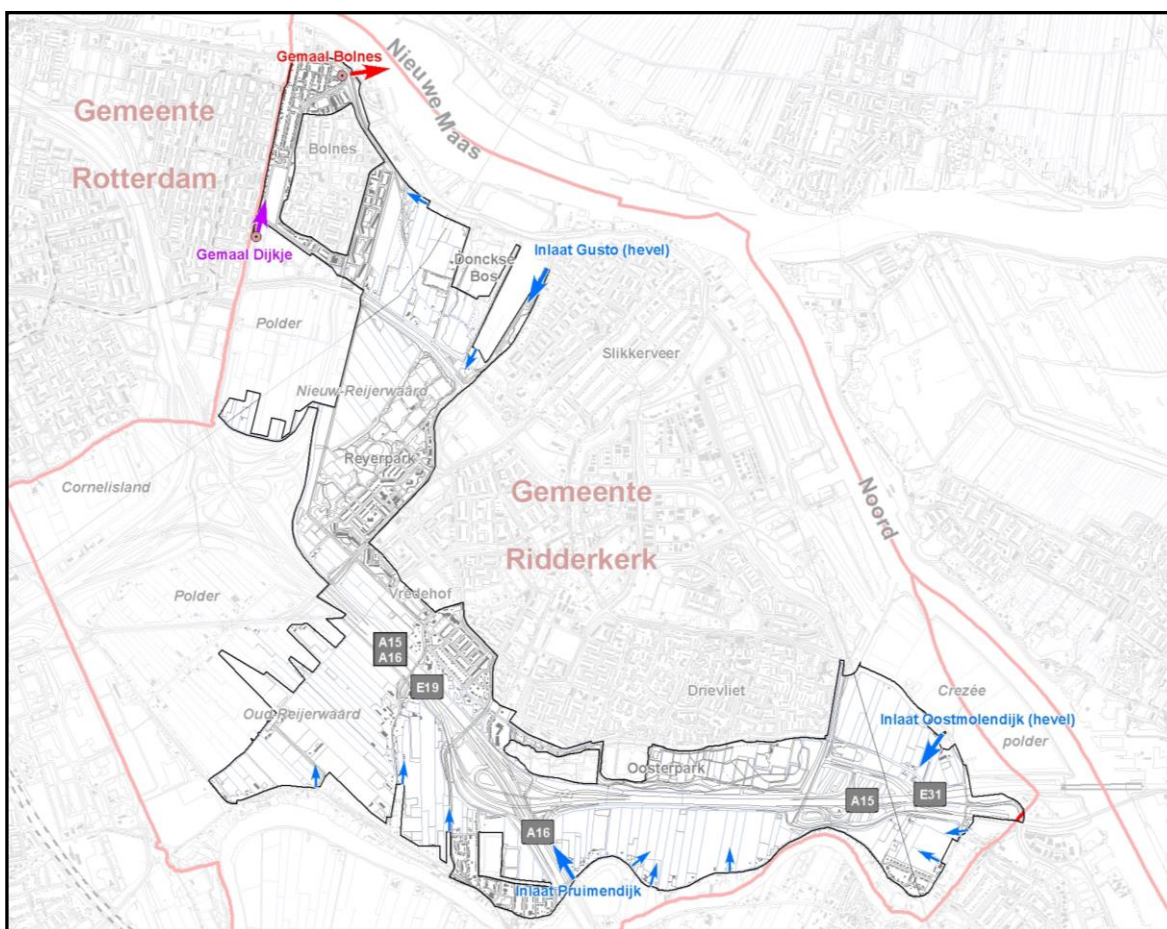 Gemaal Bolnes
Nieuwe Maas
Gemeente
Rotterdam
Bolnes
Gemaal Dijkje
Donckse
Bos
Inlaat Gusto (hevel)
Polder
Slikkerveer
Nieuw-Reijerwaard
Reyerpark
Cornelisland
Gemeente
Ridderkerk
Noord
Polder
Vredehof
A15
A16
E19
Drievliet
Crezée
polder
Oud-Reijerwaard
Inlaat Oostmolendijk (hevel)
Oosterpark
A15
E31
A16
Inlaat Pruimendijk